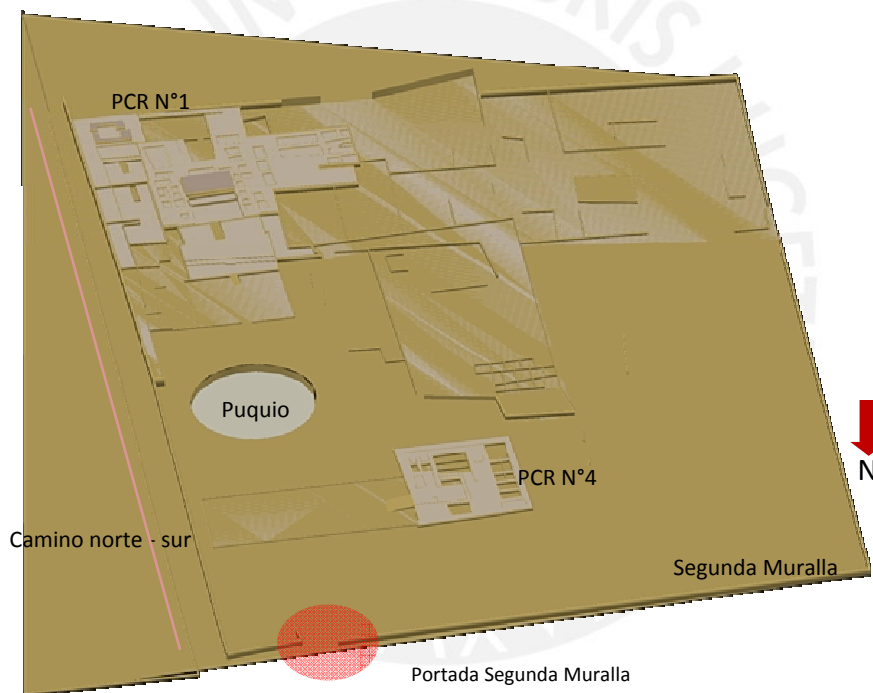 PCR N°1
Puquio
PCR N°4
N
Camino norte - sur
Segunda Muralla
Portada Segunda Muralla